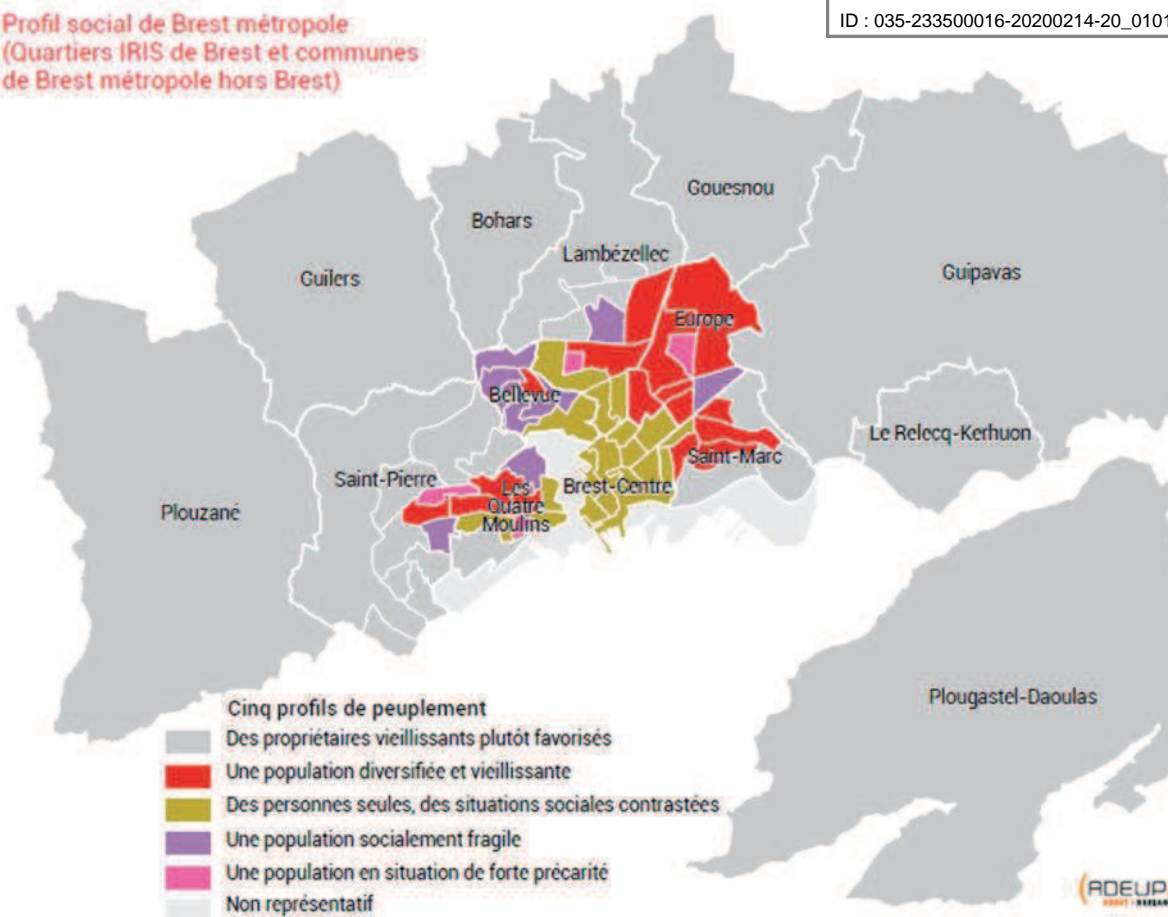 Profil social de Brest métropole
(Quartiers IRIS de Brest et communes
de Brest métropole hors Brest)
ID : 035-233500016-20200214-20_0101
Gouesnou
Bohars
Lambézellec
Guilers
Guipavas
Europe
Bellevue
Le Relecq-Kerhuon
Saint-Marc
Saint-Pierre
Les
Quatre
Moulins
Brest-Centre
Plouzané
Plougastel-Daoulas
Cinq profils de peuplement
Des propriétaires vieillissants plutôt favorisés
Une population diversifiée et vieillissante
Des personnes seules, des situations sociales contrastées
Une population socialement fragile
Une population en situation de forte précarité
Non représentatif
ADEUP